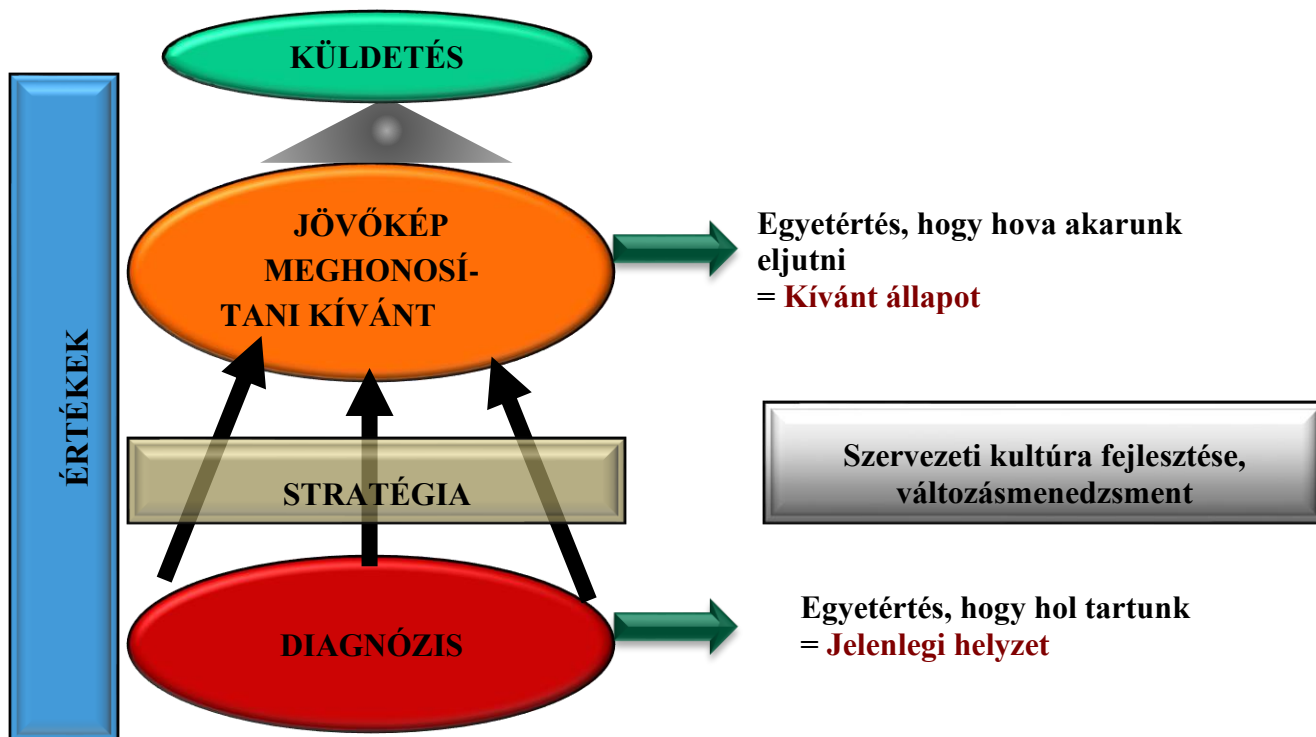 KÜLDETÉS
ÉRTÉKEK
JÖVŐKÉP
MEGHONOSÍ-
TANI KÍVÁNT
Egyetértés, hogy hova akarunk
eljutni
= Kívánt állapot
STRATÉGIA
Szervezeti kultúra fejlesztése,
változásmenedzsment
DIAGNÓZIS
Egyetértés, hogy hol tartunk
= Jelenlegi helyzet